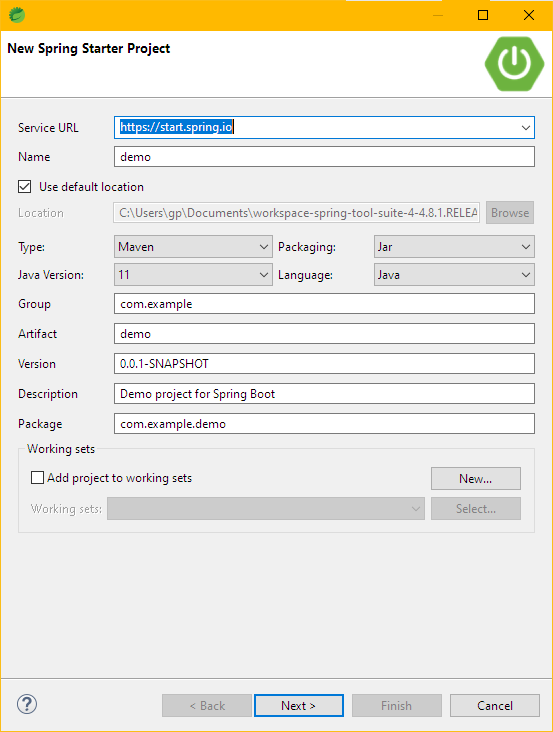 New Spring Starter Project
Service URL https://start.spring.io
Name demo
Use default location
Location C:\Users\gp\Documents\workspace-spring-tool-suite-4-4.8.1.RELEA Browse
Type: Maven Packaging: Jar
Java Version: 11 Language: Java
Group com.example
Artifact demo
Version 0.0.1-SNAPSHOT
Description Demo project for Spring Boot
Package com.example.demo
Working sets
Add project to working sets New...
Working sets: Select...
? < Back Next > Finish Cancel